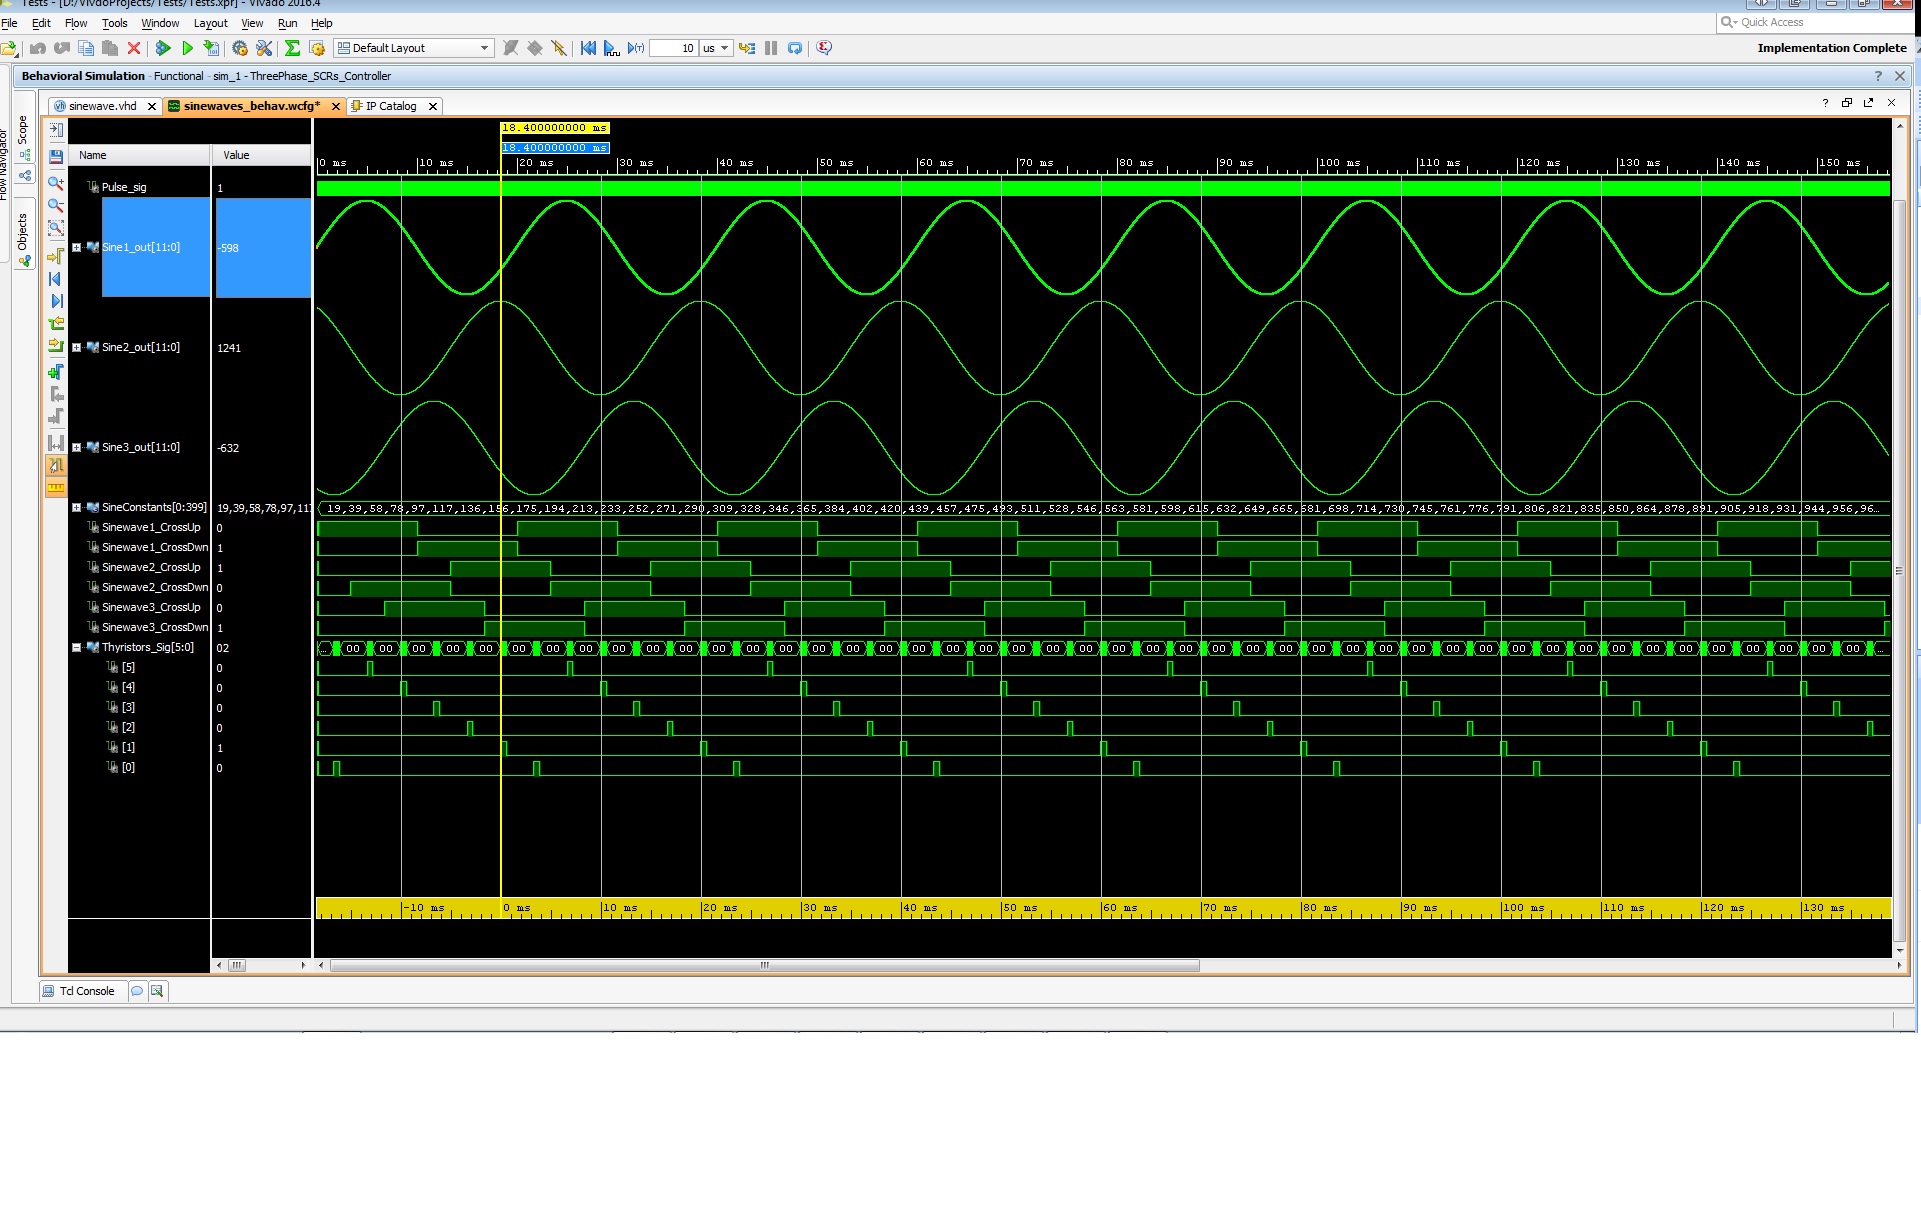 Tests - [D:/VivdoProjects/Tests/Tests.xpr] - Vivado 2016.4
File Edit Flow Tools Window Layout View Run Help
Quick Access
Default Layout 10 us Implementation Complete
Behavioral Simulation - Functional - sim_1 - ThreePhase_SCRs_Controller
sinewave.vhd sinewaves_behav.wcfg* IP Catalog
Flow Navigator
Scope
Objects
Name Value
18.400000000 ms
18.400000000 ms
0 ms 10 ms 20 ms 30 ms 40 ms 50 ms 60 ms 70 ms 80 ms 90 ms 100 ms 110 ms 120 ms 130 ms 140 ms 150 ms
Pulse_sig 1
Sine1_out[11:0] -598
Sine2_out[11:0] 1241
Sine3_out[11:0] -632
SineConstants[0:399] 19,39,58,78,97,117 19,39,58,78,97,117,136,156,175,194,213,233,252,271,290,309,328,346,365,384,402,420,439,457,475,493,511,528,546,563,581,598,615,632,649,665,681,698,714,730,745,761,776,791,806,821,835,850,864,878,891,905,918,931,944,956,96...
Sinewave1_CrossUp 0
Sinewave1_CrossDwn 1
Sinewave2_CrossUp 1
Sinewave2_CrossDwn 0
Sinewave3_CrossUp 0
Sinewave3_CrossDwn 1
Thyristors_Sig[5:0] 02 ... 00 00 00 00 00 00 00 00 00 00 00 00 00 00 00 00 00 00 00 00 00 00 00 00 00 00 00 00 00 00 00 00 00 00 00 00 00 00 00 00 00 00 00 00 00 00 ...
[5] 0
[4] 0
[3] 0
[2] 0
[1] 1
[0] 0
-10 ms 0 ms 10 ms 20 ms 30 ms 40 ms 50 ms 60 ms 70 ms 80 ms 90 ms 100 ms 110 ms 120 ms 130 ms
Tcl Console